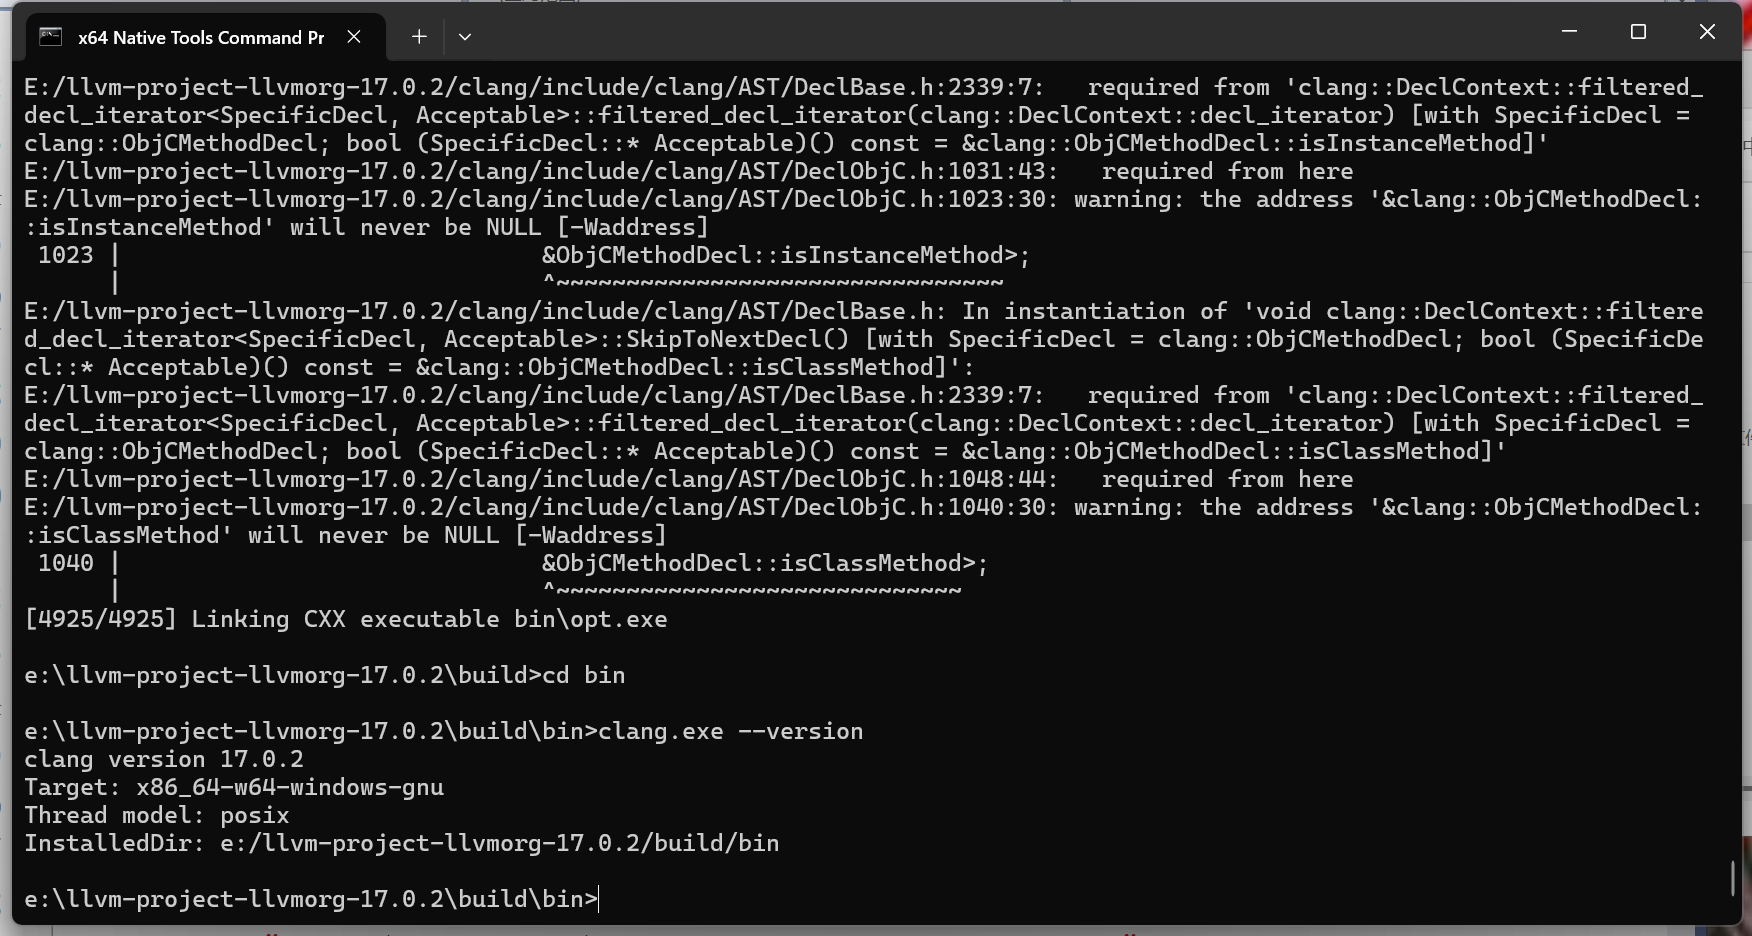 x64 Native Tools Command Pr
E:/llvm-project-llvmorg-17.0.2/clang/include/clang/AST/DeclBase.h:2339:7:   required from 'clang::DeclContext::filtered_
decl_iterator<SpecificDecl, Acceptable>::filtered_decl_iterator(clang::DeclContext::decl_iterator) [with SpecificDecl =
clang::ObjCMethodDecl; bool (SpecificDecl::* Acceptable)() const = &clang::ObjCMethodDecl::isInstanceMethod]'
E:/llvm-project-llvmorg-17.0.2/clang/include/clang/AST/DeclObjC.h:1031:43:   required from here
E:/llvm-project-llvmorg-17.0.2/clang/include/clang/AST/DeclObjC.h:1023:30: warning: the address '&clang::ObjCMethodDecl:
:isInstanceMethod' will never be NULL [-Waddress]
 1023 |                              &ObjCMethodDecl::isInstanceMethod>;
      |                              ^~~~~~~~~~~~~~~~~~~~~~~~~~~~~~~~~
E:/llvm-project-llvmorg-17.0.2/clang/include/clang/AST/DeclBase.h: In instantiation of 'void clang::DeclContext::filtere
d_decl_iterator<SpecificDecl, Acceptable>::SkipToNextDecl() [with SpecificDecl = clang::ObjCMethodDecl; bool (SpecificDe
cl::* Acceptable)() const = &clang::ObjCMethodDecl::isClassMethod]':
E:/llvm-project-llvmorg-17.0.2/clang/include/clang/AST/DeclBase.h:2339:7:   required from 'clang::DeclContext::filtered_
decl_iterator<SpecificDecl, Acceptable>::filtered_decl_iterator(clang::DeclContext::decl_iterator) [with SpecificDecl =
clang::ObjCMethodDecl; bool (SpecificDecl::* Acceptable)() const = &clang::ObjCMethodDecl::isClassMethod]'
E:/llvm-project-llvmorg-17.0.2/clang/include/clang/AST/DeclObjC.h:1048:44:   required from here
E:/llvm-project-llvmorg-17.0.2/clang/include/clang/AST/DeclObjC.h:1040:30: warning: the address '&clang::ObjCMethodDecl:
:isClassMethod' will never be NULL [-Waddress]
 1040 |                              &ObjCMethodDecl::isClassMethod>;
      |                              ^~~~~~~~~~~~~~~~~~~~~~~~~~~~~~
[4925/4925] Linking CXX executable bin\opt.exe
e:\llvm-project-llvmorg-17.0.2\build>cd bin
e:\llvm-project-llvmorg-17.0.2\build\bin>clang.exe --version
clang version 17.0.2
Target: x86_64-w64-windows-gnu
Thread model: posix
InstalledDir: e:/llvm-project-llvmorg-17.0.2/build/bin
e:\llvm-project-llvmorg-17.0.2\build\bin>